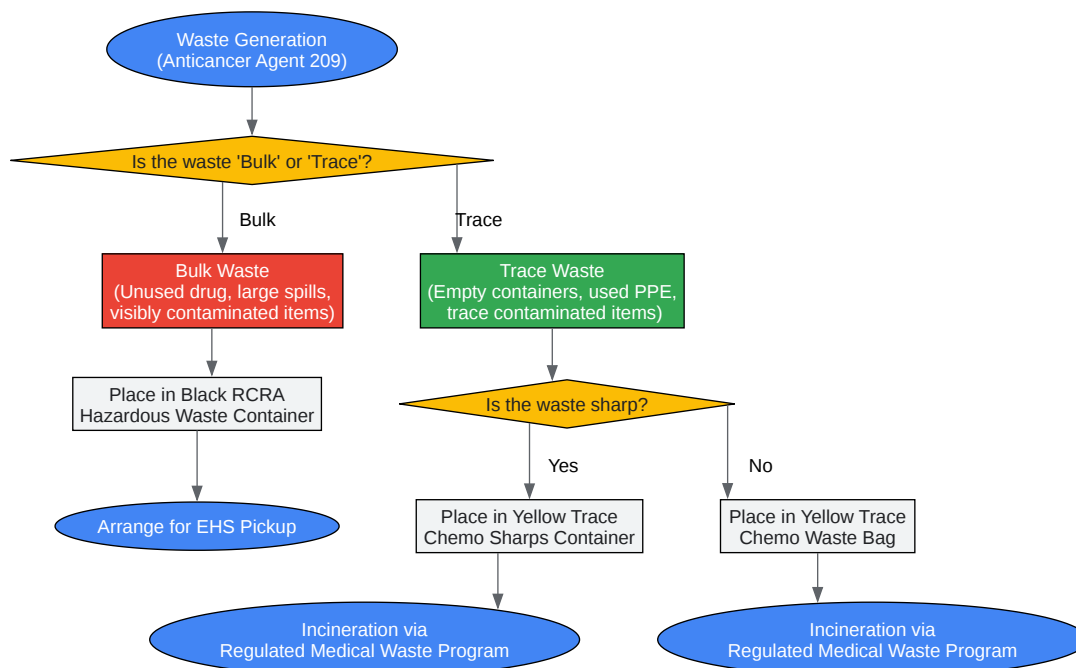 Waste Generation
(Anticancer Agent 209)
Is the waste 'Bulk' or 'Trace'?
Bulk
Trace
Bulk Waste
(Unused drug, large spills,
visibly contaminated items)
Trace Waste
(Empty containers, used PPE,
trace contaminated items)
Place in Black RCRA
Hazardous Waste Container
Is the waste sharp?
Yes
No
Arrange for EHS Pickup
Place in Yellow Trace
Chemo Sharps Container
Place in Yellow Trace
Chemo Waste Bag
Incineration via
Regulated Medical Waste Program
Incineration via
Regulated Medical Waste Program